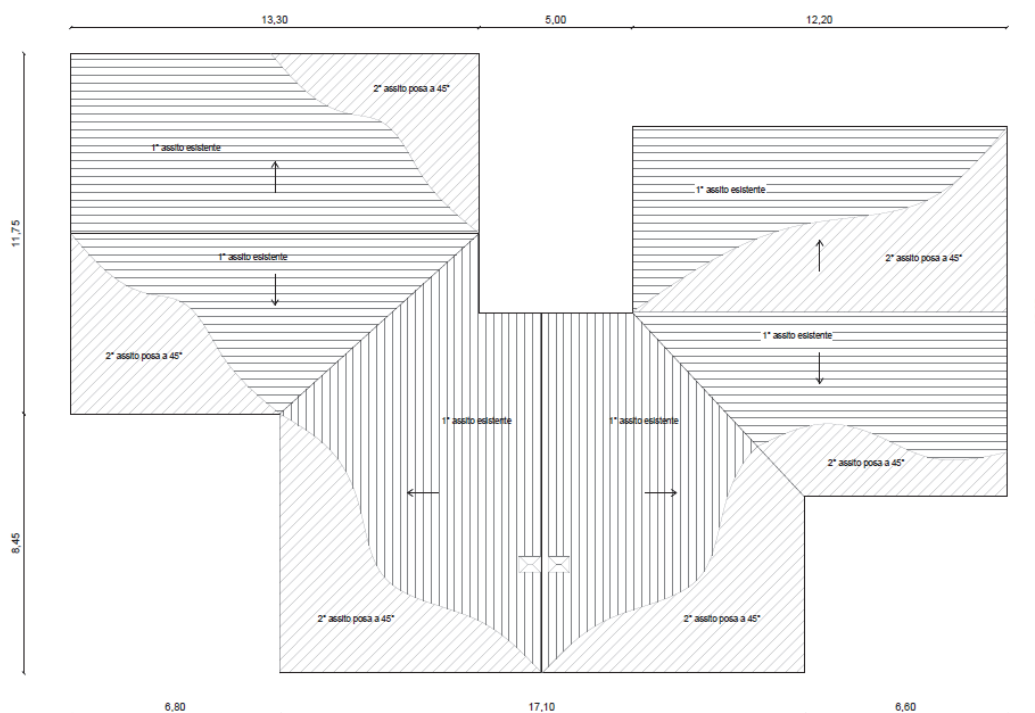 13,30 5,00 12,20
2° assito posa a 45°
1° assito esistente
1° assito esistente
11,75
1° assito esistente
2° assito posa a 45°
1° assito esistente
2° assito posa a 45°
1° assito esistente
1° assito esistente
2° assito posa a 45°
8,45
2° assito posa a 45°
2° assito posa a 45°
6,80 17,10 6,60